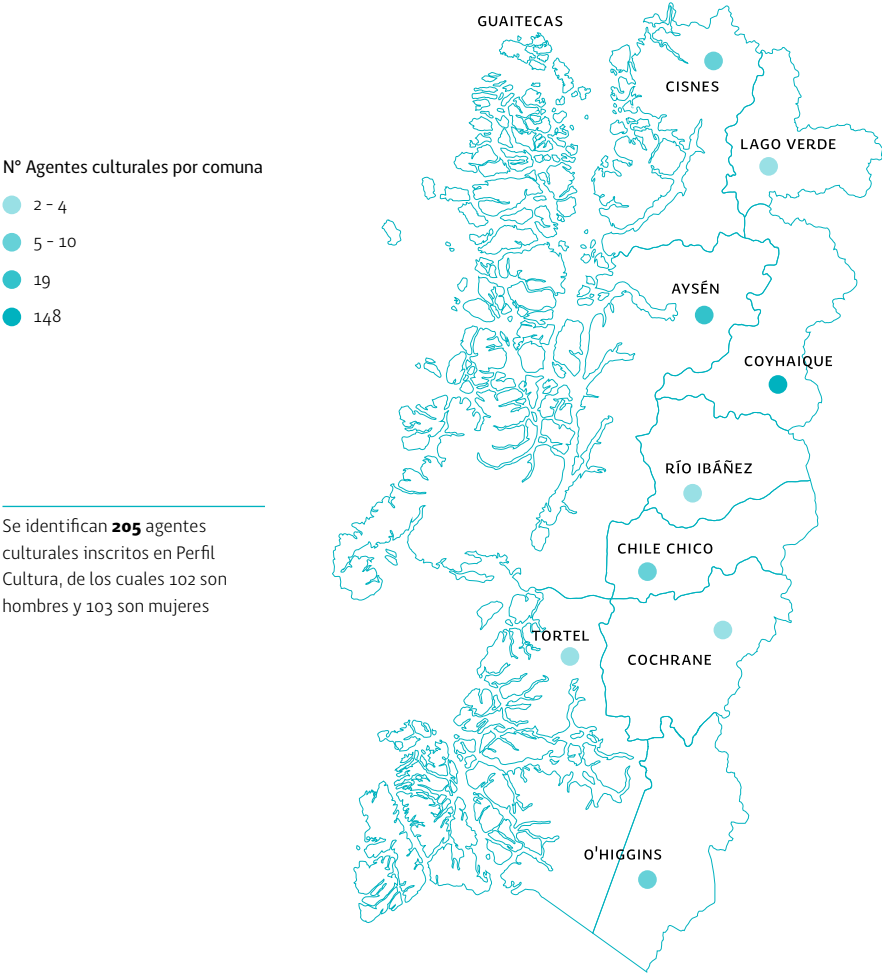 GUAITECAS
CISNES
LAGO VERDE
N° Agentes culturales por comuna
2 - 4
5 - 10
19
148
AYSÉN
COYHAIQUE
RÍO IBÁÑEZ
Se identifican 205 agentes
culturales inscritos en Perfil
Cultura, de los cuales 102 son
hombres y 103 son mujeres
CHILE CHICO
TORTEL
COCHRANE
O'HIGGINS